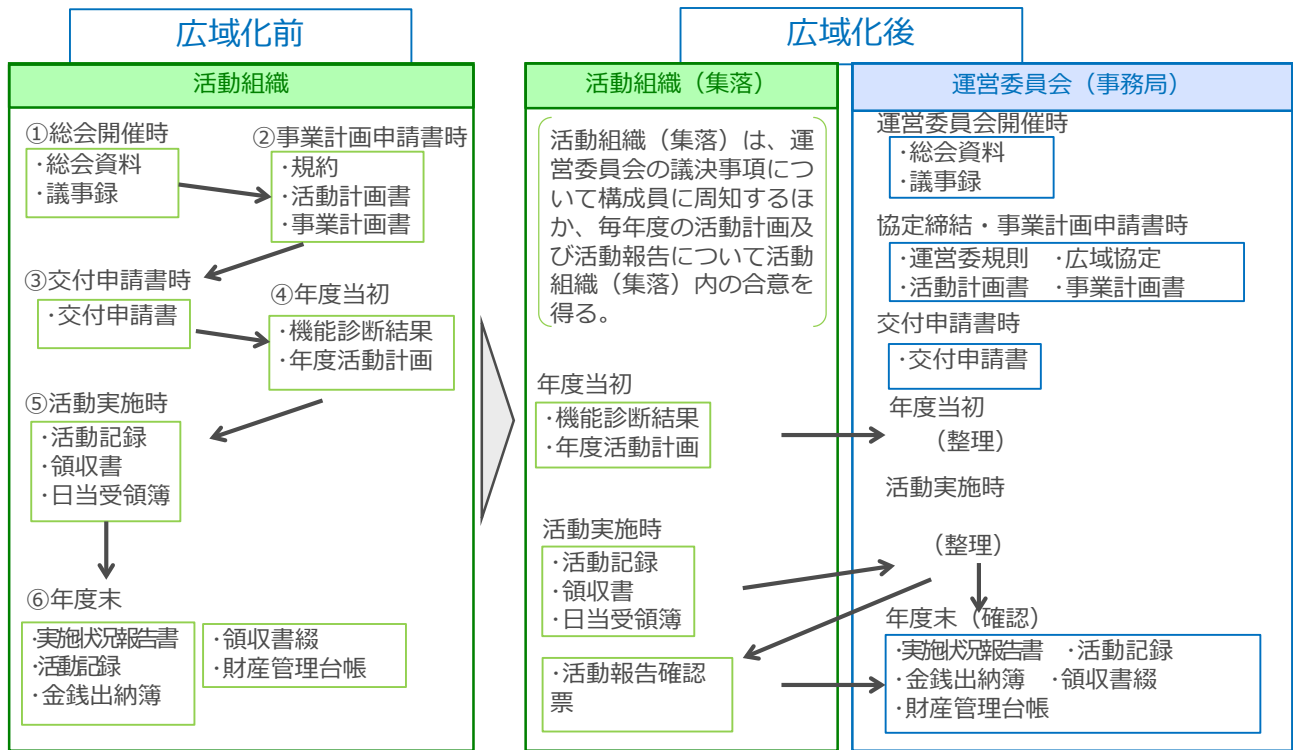 広域化前
活動組織
①総会開催時
・総会資料
・議事録
②事業計画申請書時
・規約
・活動計画書
・事業計画書
③交付申請書時
・交付申請書
④年度当初
・機能診断結果
・年度活動計画
⑤活動実施時
・活動記録
・領収書
・日当受領簿
⑥年度末
・実施状況報告書
・活動記録
・金銭出納簿
・領収書綴
・財産管理台帳
広域化後
活動組織（集落）
活動組織（集落）は、運
営委員会の議決事項につ
いて構成員に周知するほ
か、毎年度の活動計画及
び活動報告について活動
組織（集落）内の合意を
得る。
年度当初
・機能診断結果
・年度活動計画
活動実施時
・活動記録
・領収書
・日当受領簿
・活動報告確認
票
運営委員会（事務局）
運営委員会開催時
・総会資料
・議事録
協定締結・事業計画申請書時
・運営委規則　・広域協定
・活動計画書　・事業計画書
交付申請書時
・交付申請書
年度当初
（整理）
活動実施時
（整理）
年度末（確認）
・実施状況報告書　・活動記録
・金銭出納簿　・領収書綴
・財産管理台帳